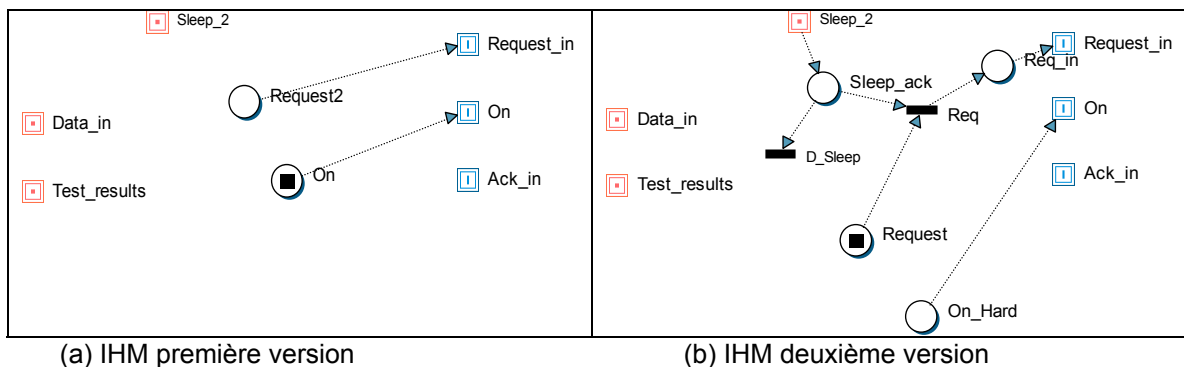 Sleep_2
Request_in
Request2
On
Data_in
On
Ack_in
Test_results
(a) IHM première version
Sleep_2
Request_in
Req_in
Sleep_ack
On
Req
Data_in
D_Sleep
Ack_in
Test_results
Request
On_Hard
(b) IHM deuxième version